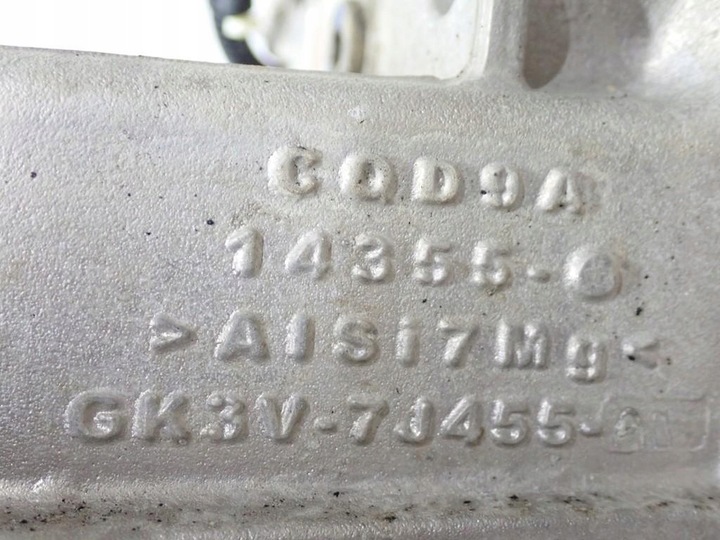 CQD9A
14355-
>AlSi7Mg<
GK3V-7J455-